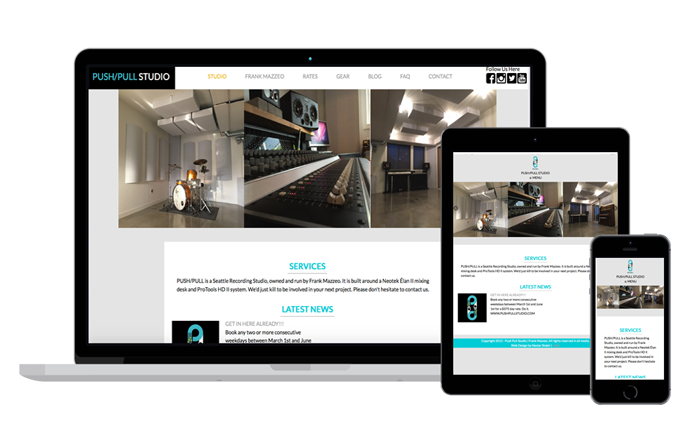 PUSH/PULL STUDIO
STUDIO FRANK MAZZEO RATES GEAR BLOG FAQ CONTACT
Follow Us Here
You
SERVICES
PUSH/PULL is a Seattle Recording Studio, owned and run by Frank Mazzeo. It is built around a Neotek Élan II mixing
desk and ProTools HD II system. We'd just kill to be involved in your next project. Please don't hesitate to contact us.
LATEST NEWS
GET IN HERE ALREADY!!!
Book any two or more consecutive
weekdays between March 1st and June
PUSH/PULL STUDIO
MENU
SERVICES
PUSH/PULL is a Seattle Recording Studio, owned and run by Frank Mazzeo. It is built around a Neotek Élan II mixing
desk and ProTools HD II system. We'd just kill to be involved in your next project. Please don't hesitate to contact us.
LATEST NEWS
GET IN HERE ALREADY!!!
Book any two or more consecutive
weekdays between March 1st and June
WWW.PUSHPULLSTUDIO.COM
PUSH/PULL STUDIO
MENU
SERVICES
PUSH/PULL is a Seattle Recording
Studio, owned and run by Frank
Mazzeo. It is built around a Neotek Élan
II mixing desk and ProTools HD II
system. We'd just kill to be involved in
your next project. Please don't hesitate
to contact us.
LATEST NEWS